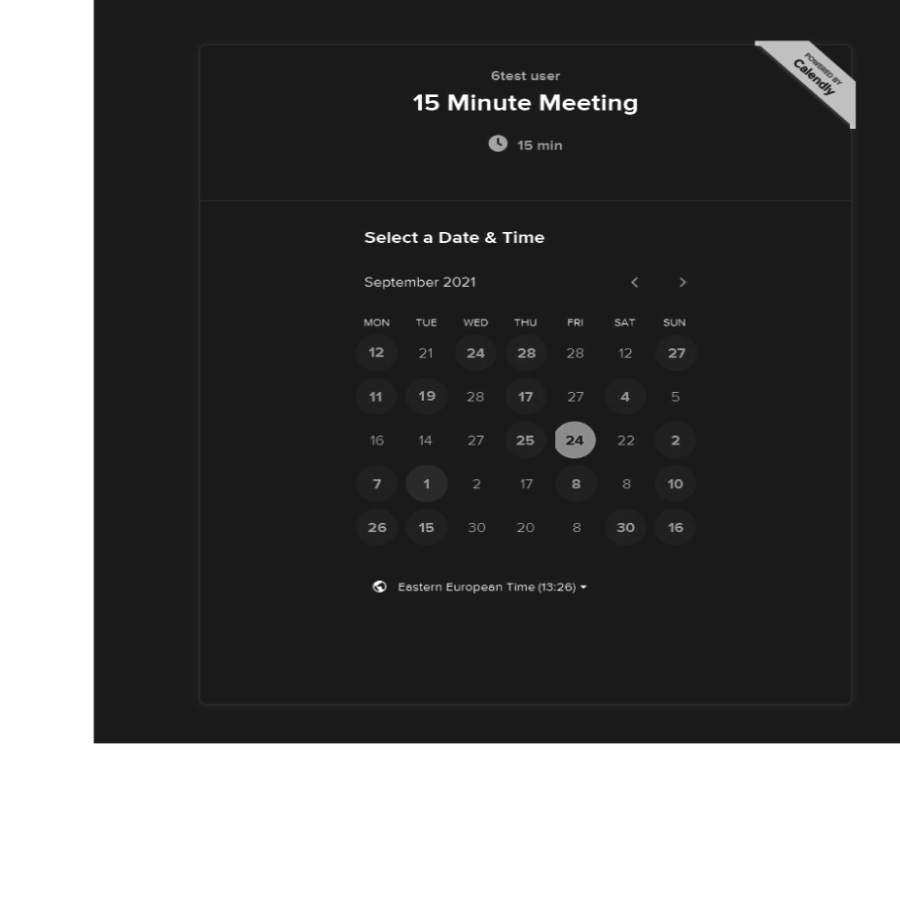 POWERED BY
Calendly
6test user
15 Minute Meeting
15 min
Select a Date & Time
September 2021
MON TUE WED THU FRI SAT SUN
12 21 24 28 28 12 27
11 19 28 17 27 4 5
16 14 27 25 24 22 2
7 1 2 17 8 8 10
26 15 30 20 8 30 16
Eastern European Time (13:26)